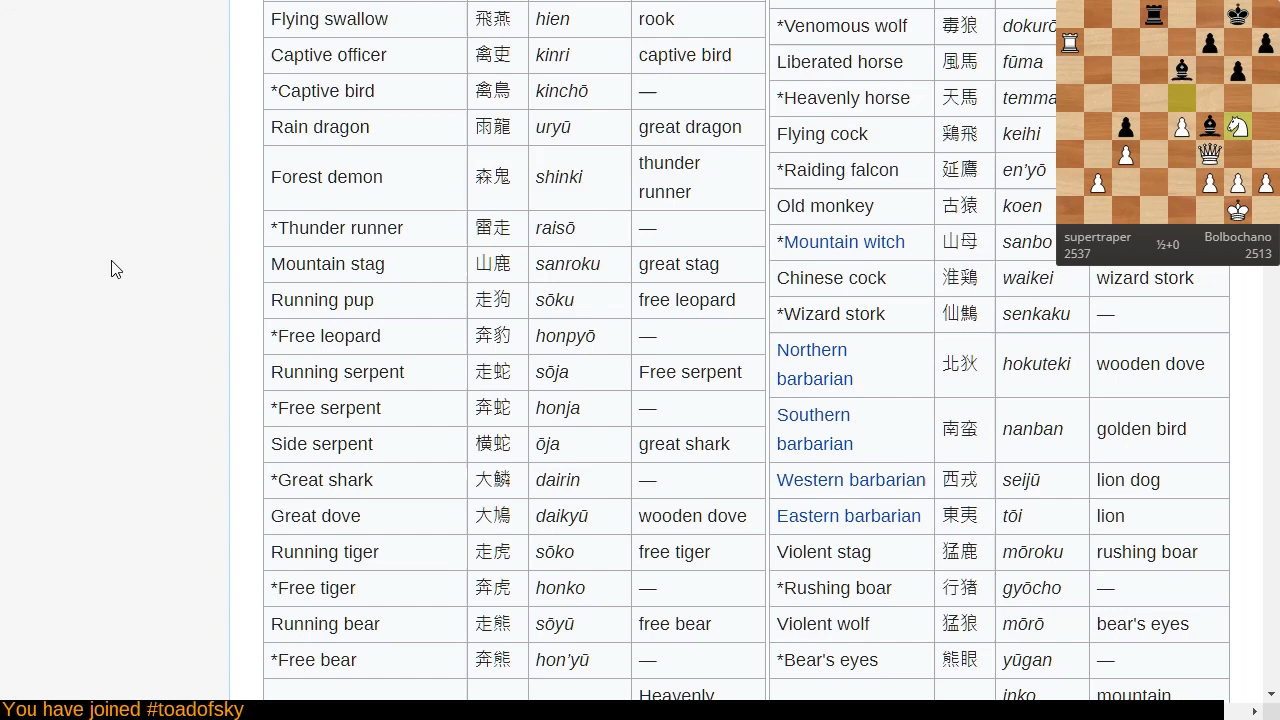 Flying swallow 飛燕 hien rook
Captive officer 禽吏 kinri captive bird
*Captive bird 禽鳥 kinchō —
Rain dragon 雨龍 uryū great dragon
Forest demon 森鬼 shinki thunder
runner
*Thunder runner 雷走 raisō —
Mountain stag 山鹿 sanroku great stag
Running pup 走狗 sōku free leopard
*Free leopard 奔豹 honpyō —
Running serpent 走蛇 sōja Free serpent
*Free serpent 奔蛇 honja —
Side serpent 横蛇 ōja great shark
*Great shark 大鱗 dairin —
Great dove 大鳩 daikyū wooden dove
Running tiger 走虎 sōko free tiger
*Free tiger 奔虎 honko —
Running bear 走熊 sōyū free bear
*Free bear 奔熊 hon'yū —
Heavenly
*Venomous wolf 毒狼 dokurō
Liberated horse 風馬 fūma
*Heavenly horse 天馬 temma
Flying cock 鶏飛 keihi
*Raiding falcon 延鷹 en'yō
Old monkey 古猿 koen
*Mountain witch 山母 sanbo
Chinese cock 淮鶏 waikei wizard stork
*Wizard stork 仙鷦 senkaku —
Northern
barbarian 北狄 hokuteki wooden dove
Southern
barbarian 南蛮 nanban golden bird
Western barbarian 西戎 seijū lion dog
Eastern barbarian 東夷 tōi lion
Violent stag 猛鹿 mōroku rushing boar
*Rushing boar 行猪 gyōcho —
Violent wolf 猛狼 mōrō bear's eyes
*Bear's eyes 熊眼 yūgan —
inko mountain
supertraper ½+0 Bolbochano
2537 2513
You have joined #toadofsky